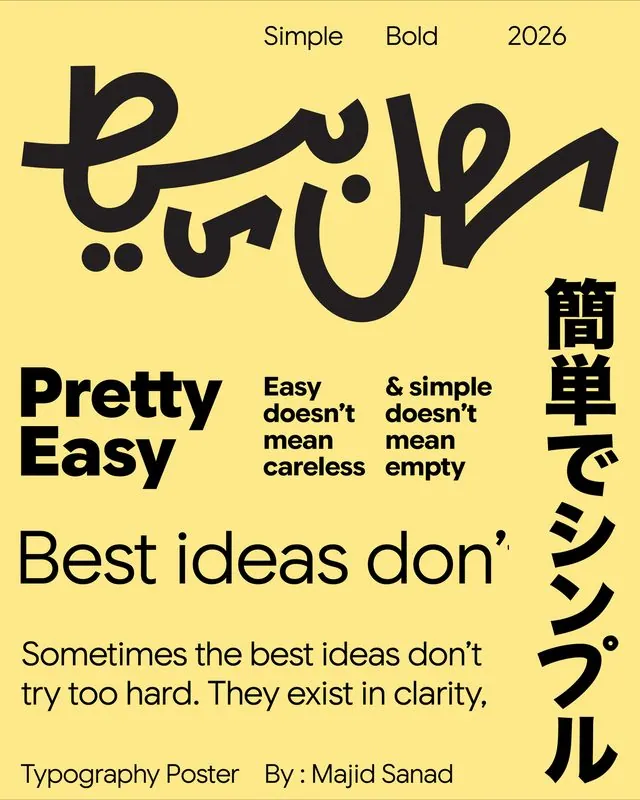 Simple Bold 2026
Pretty
Easy
Easy
doesn’t
mean
careless
& simple
doesn’t
mean
empty
簡単でシンプル
Best ideas don’
Sometimes the best ideas don’t
try too hard. They exist in clarity,
Typography Poster By : Majid Sanad